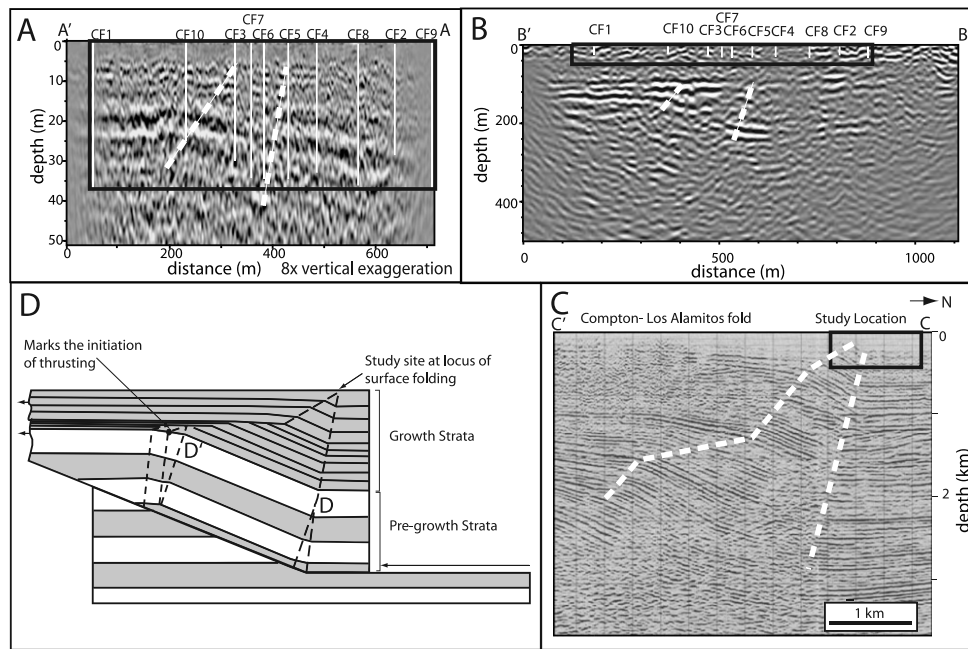 A
A'
CF7
A
CF1
CF10
CF3
CF6
CF5
CF4
CF8
CF2
CF9
0
10
20
30
40
50
depth (m)
0
200
400
600
distance (m)
8x vertical exaggeration
B
B'
CF7
B
CF1
CF10
CF3
CF6
CF5
CF4
CF8
CF2
CF9
0
200
400
depth (m)
0
500
1000
distance (m)
D
Marks the initiation
of thrusting
Study site at locus of
surface folding
D'
D
Growth Strata
Pre-growth Strata
C
N
C'
Compton- Los Alamitos fold
Study Location
C
0
2
depth (km)
1 km